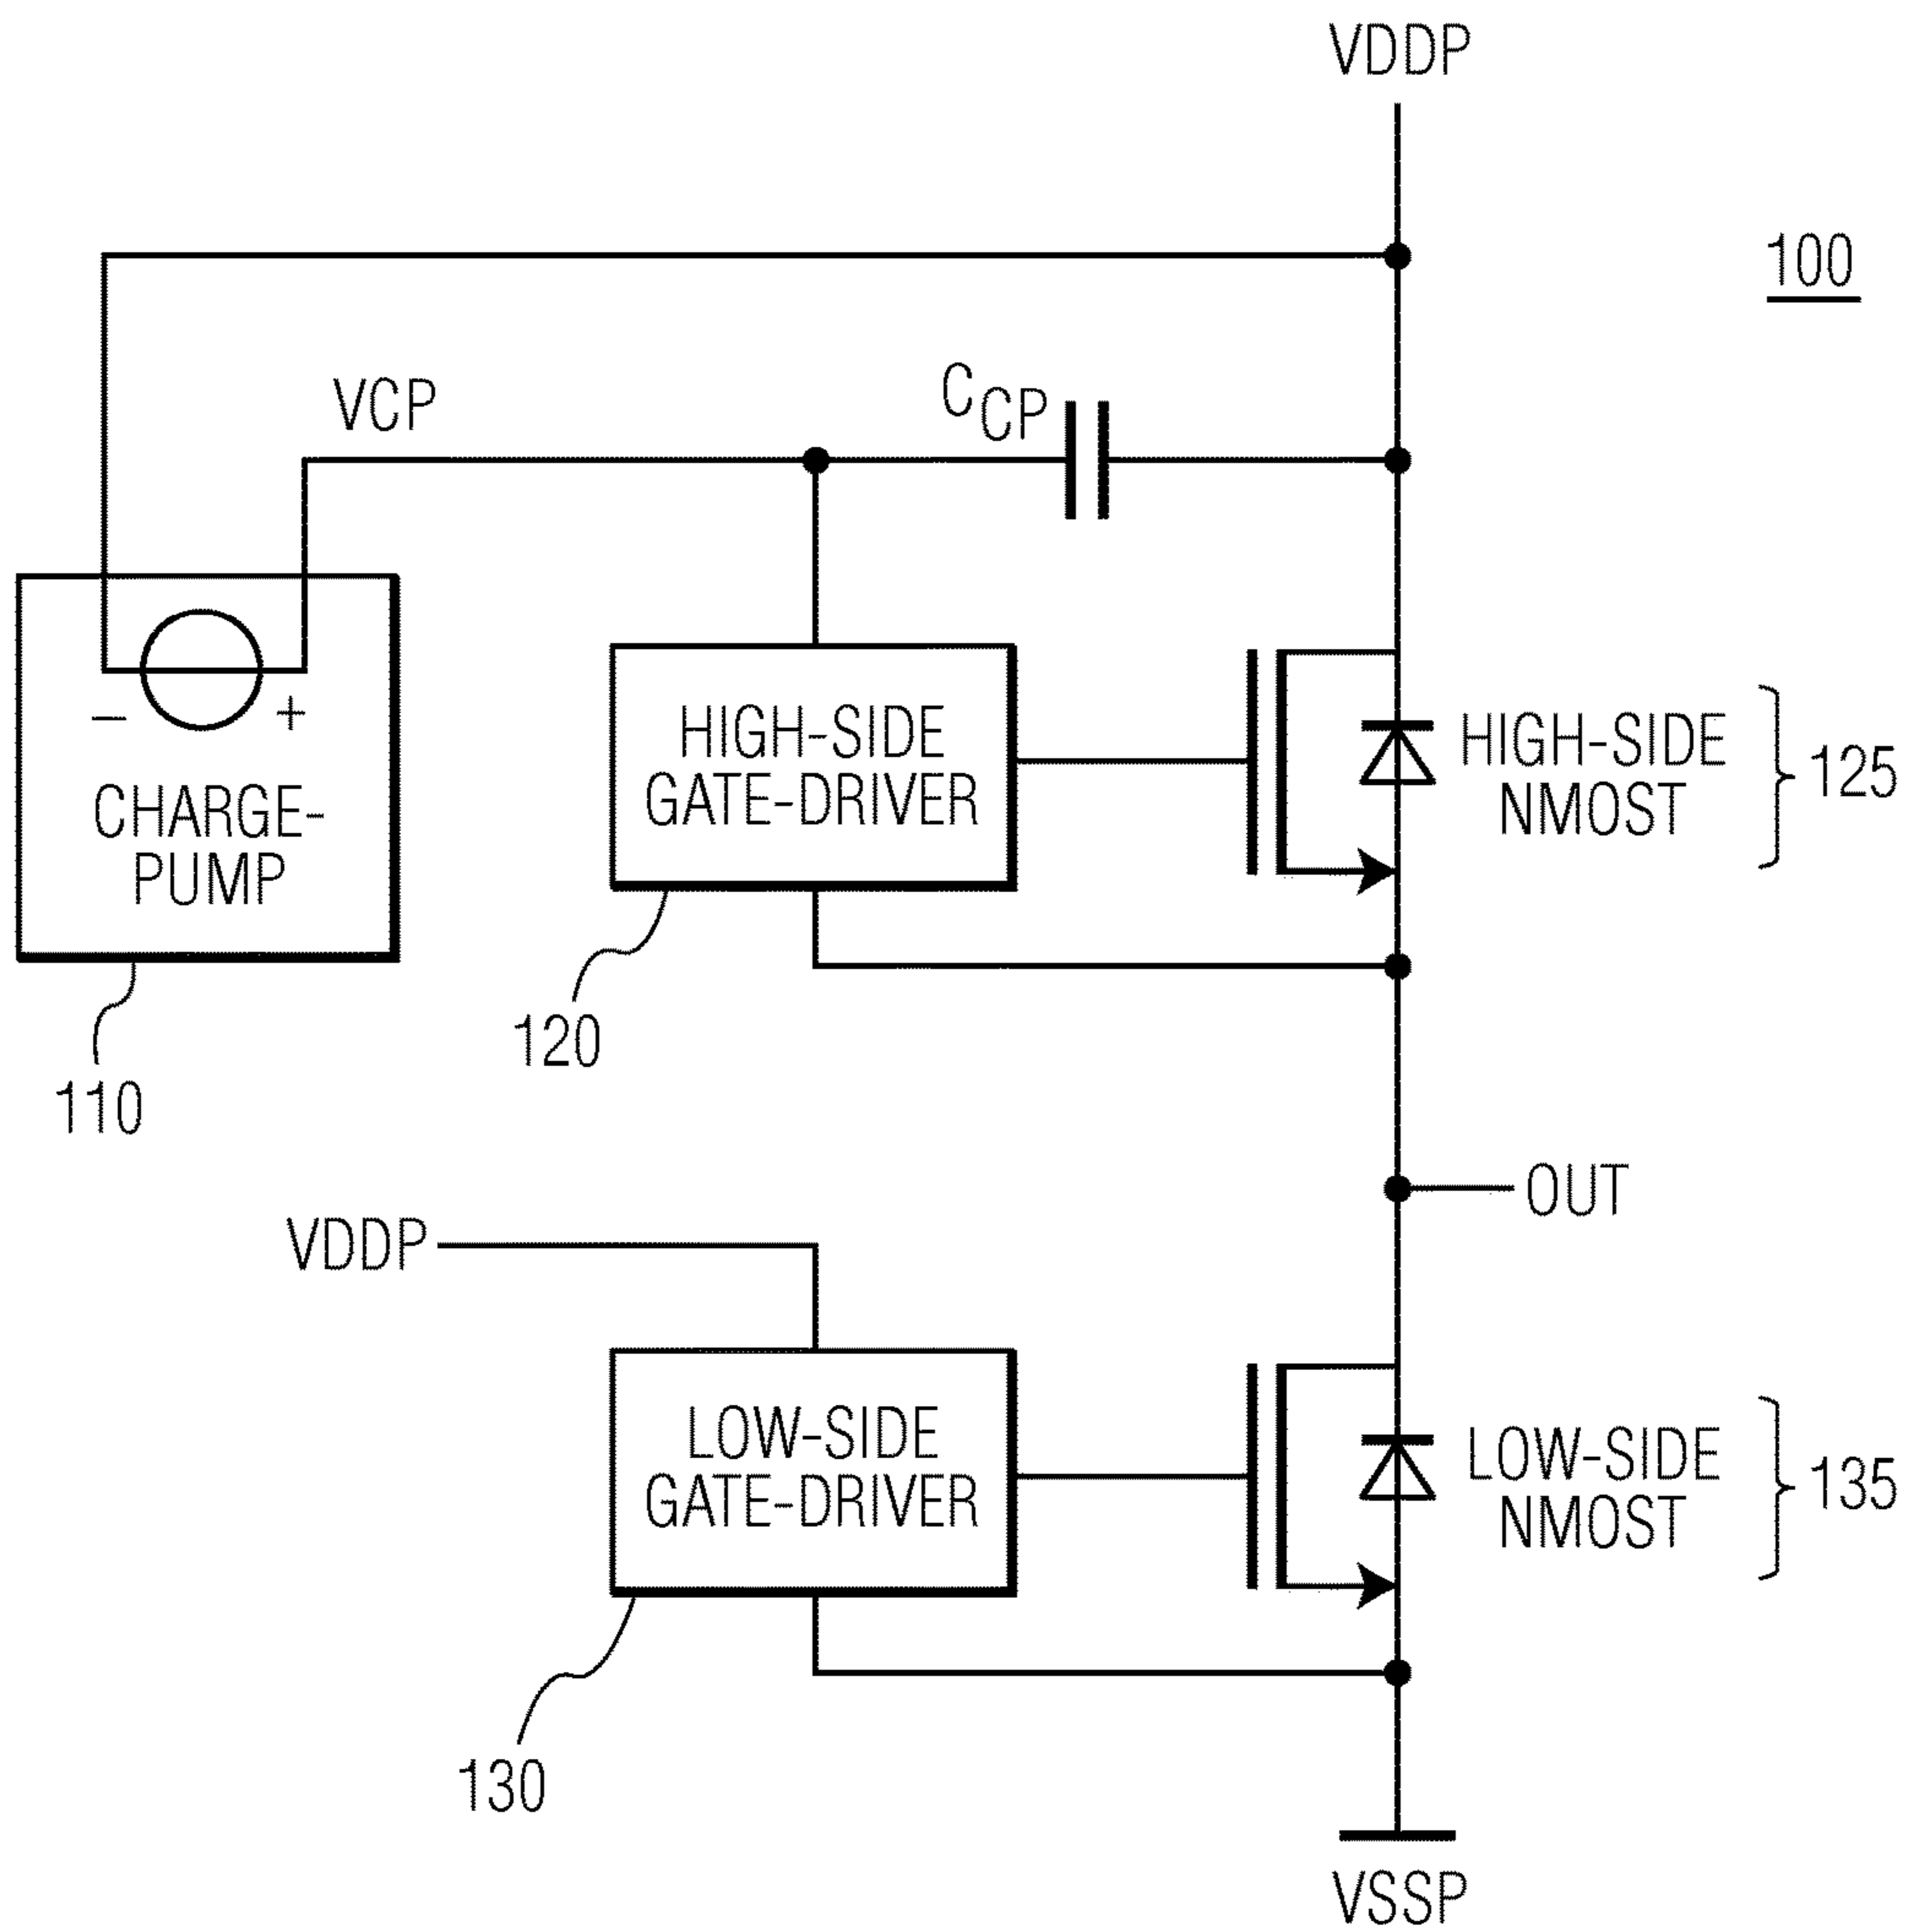 VDDP
100
VCP
CCP
- +
CHARGE-
PUMP
HIGH-SIDE
GATE-DRIVER
HIGH-SIDE
NMOST
125
120
110
OUT
VDDP
LOW-SIDE
GATE-DRIVER
LOW-SIDE
NMOST
135
130
VSSP